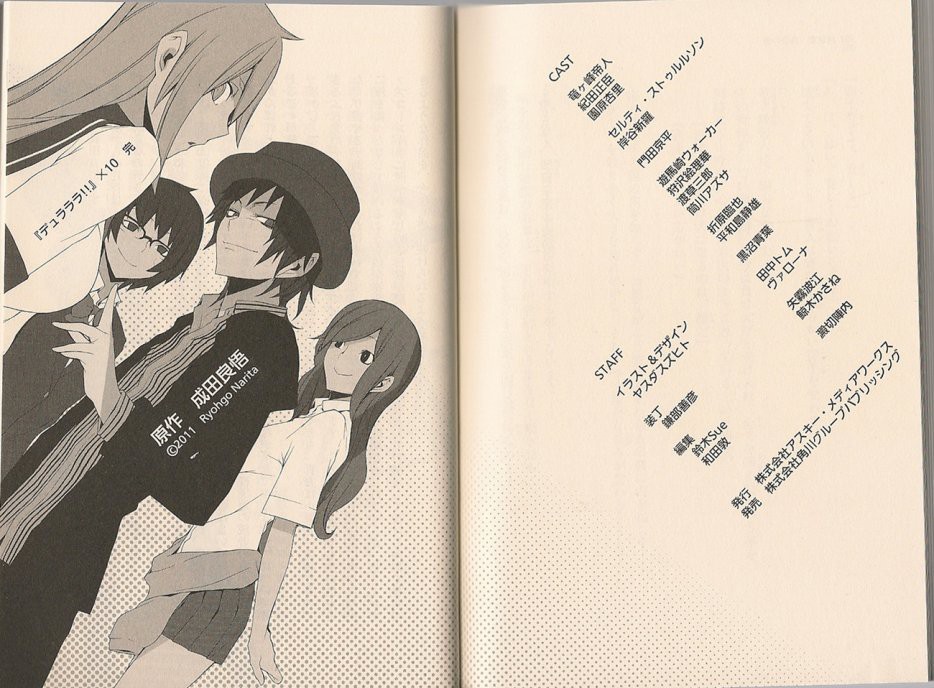 『デュラララ!!』×10 完
原作 成田良悟
©2011 Ryohgo Narita
CAST
竜ヶ峰帝人
紀田正臣
園原杏里
セルティ・ストゥルルソン
岸谷新羅
門田京平
遊馬崎ウォーカー
狩沢絵理華
渡草三郎
筒川アズサ
折原臨也
平和島静雄
黒沼青葉
田中トム
ヴァローナ
矢霧波江
鯨木かさね
澱切陣内
STAFF
イラスト&デザイン
ヤスダスズヒト
装丁
鎌部善彦
編集
鈴木Sue
和田敦
発行 株式会社アスキー・メディアワークス
発売 株式会社角川グループパブリッシング